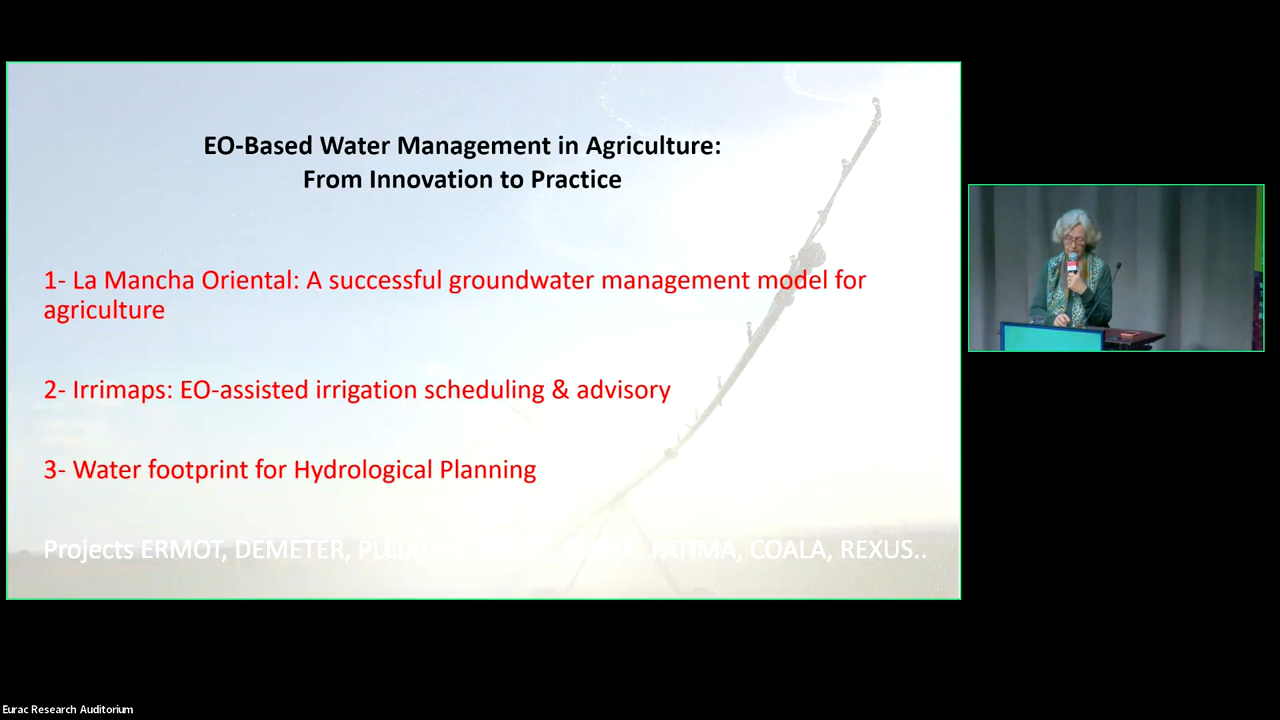 EO-Based Water Management in Agriculture:
From Innovation to Practice
1- La Mancha Oriental: A successful groundwater management model for
agriculture
2- Irrimaps: EO-assisted irrigation scheduling & advisory
3- Water footprint for Hydrological Planning
Projects ERMOT, DEMETER, FATIMA, COALA, REXUS..
Eurac Research Auditorium